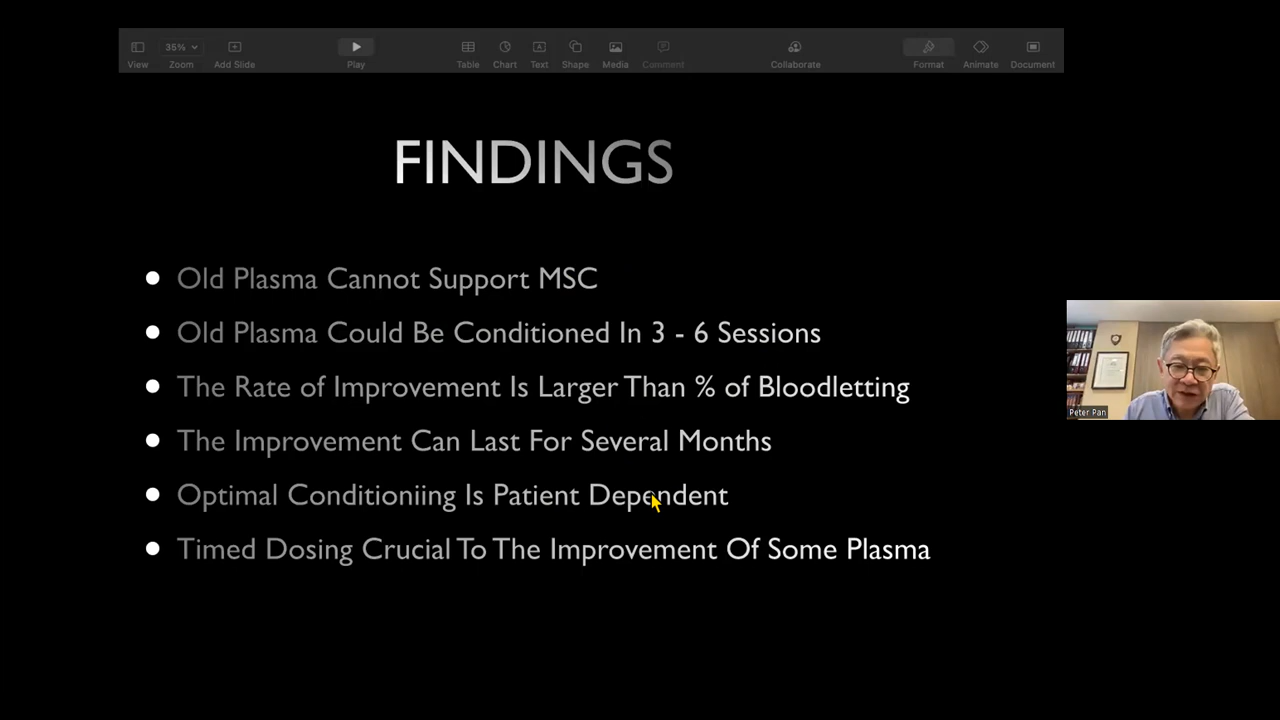 35%
View
Zoom
Add Slide
Play
Table
Chart
Text
Shape
Media
Comment
Collaborate
Format
Animate
Document
FINDINGS
• Old Plasma Cannot Support MSC
• Old Plasma Could Be Conditioned In 3 - 6 Sessions
• The Rate of Improvement Is Larger Than % of Bloodletting
• The Improvement Can Last For Several Months
• Optimal Conditioniing Is Patient Dependent
• Timed Dosing Crucial To The Improvement Of Some Plasma
Peter Pan